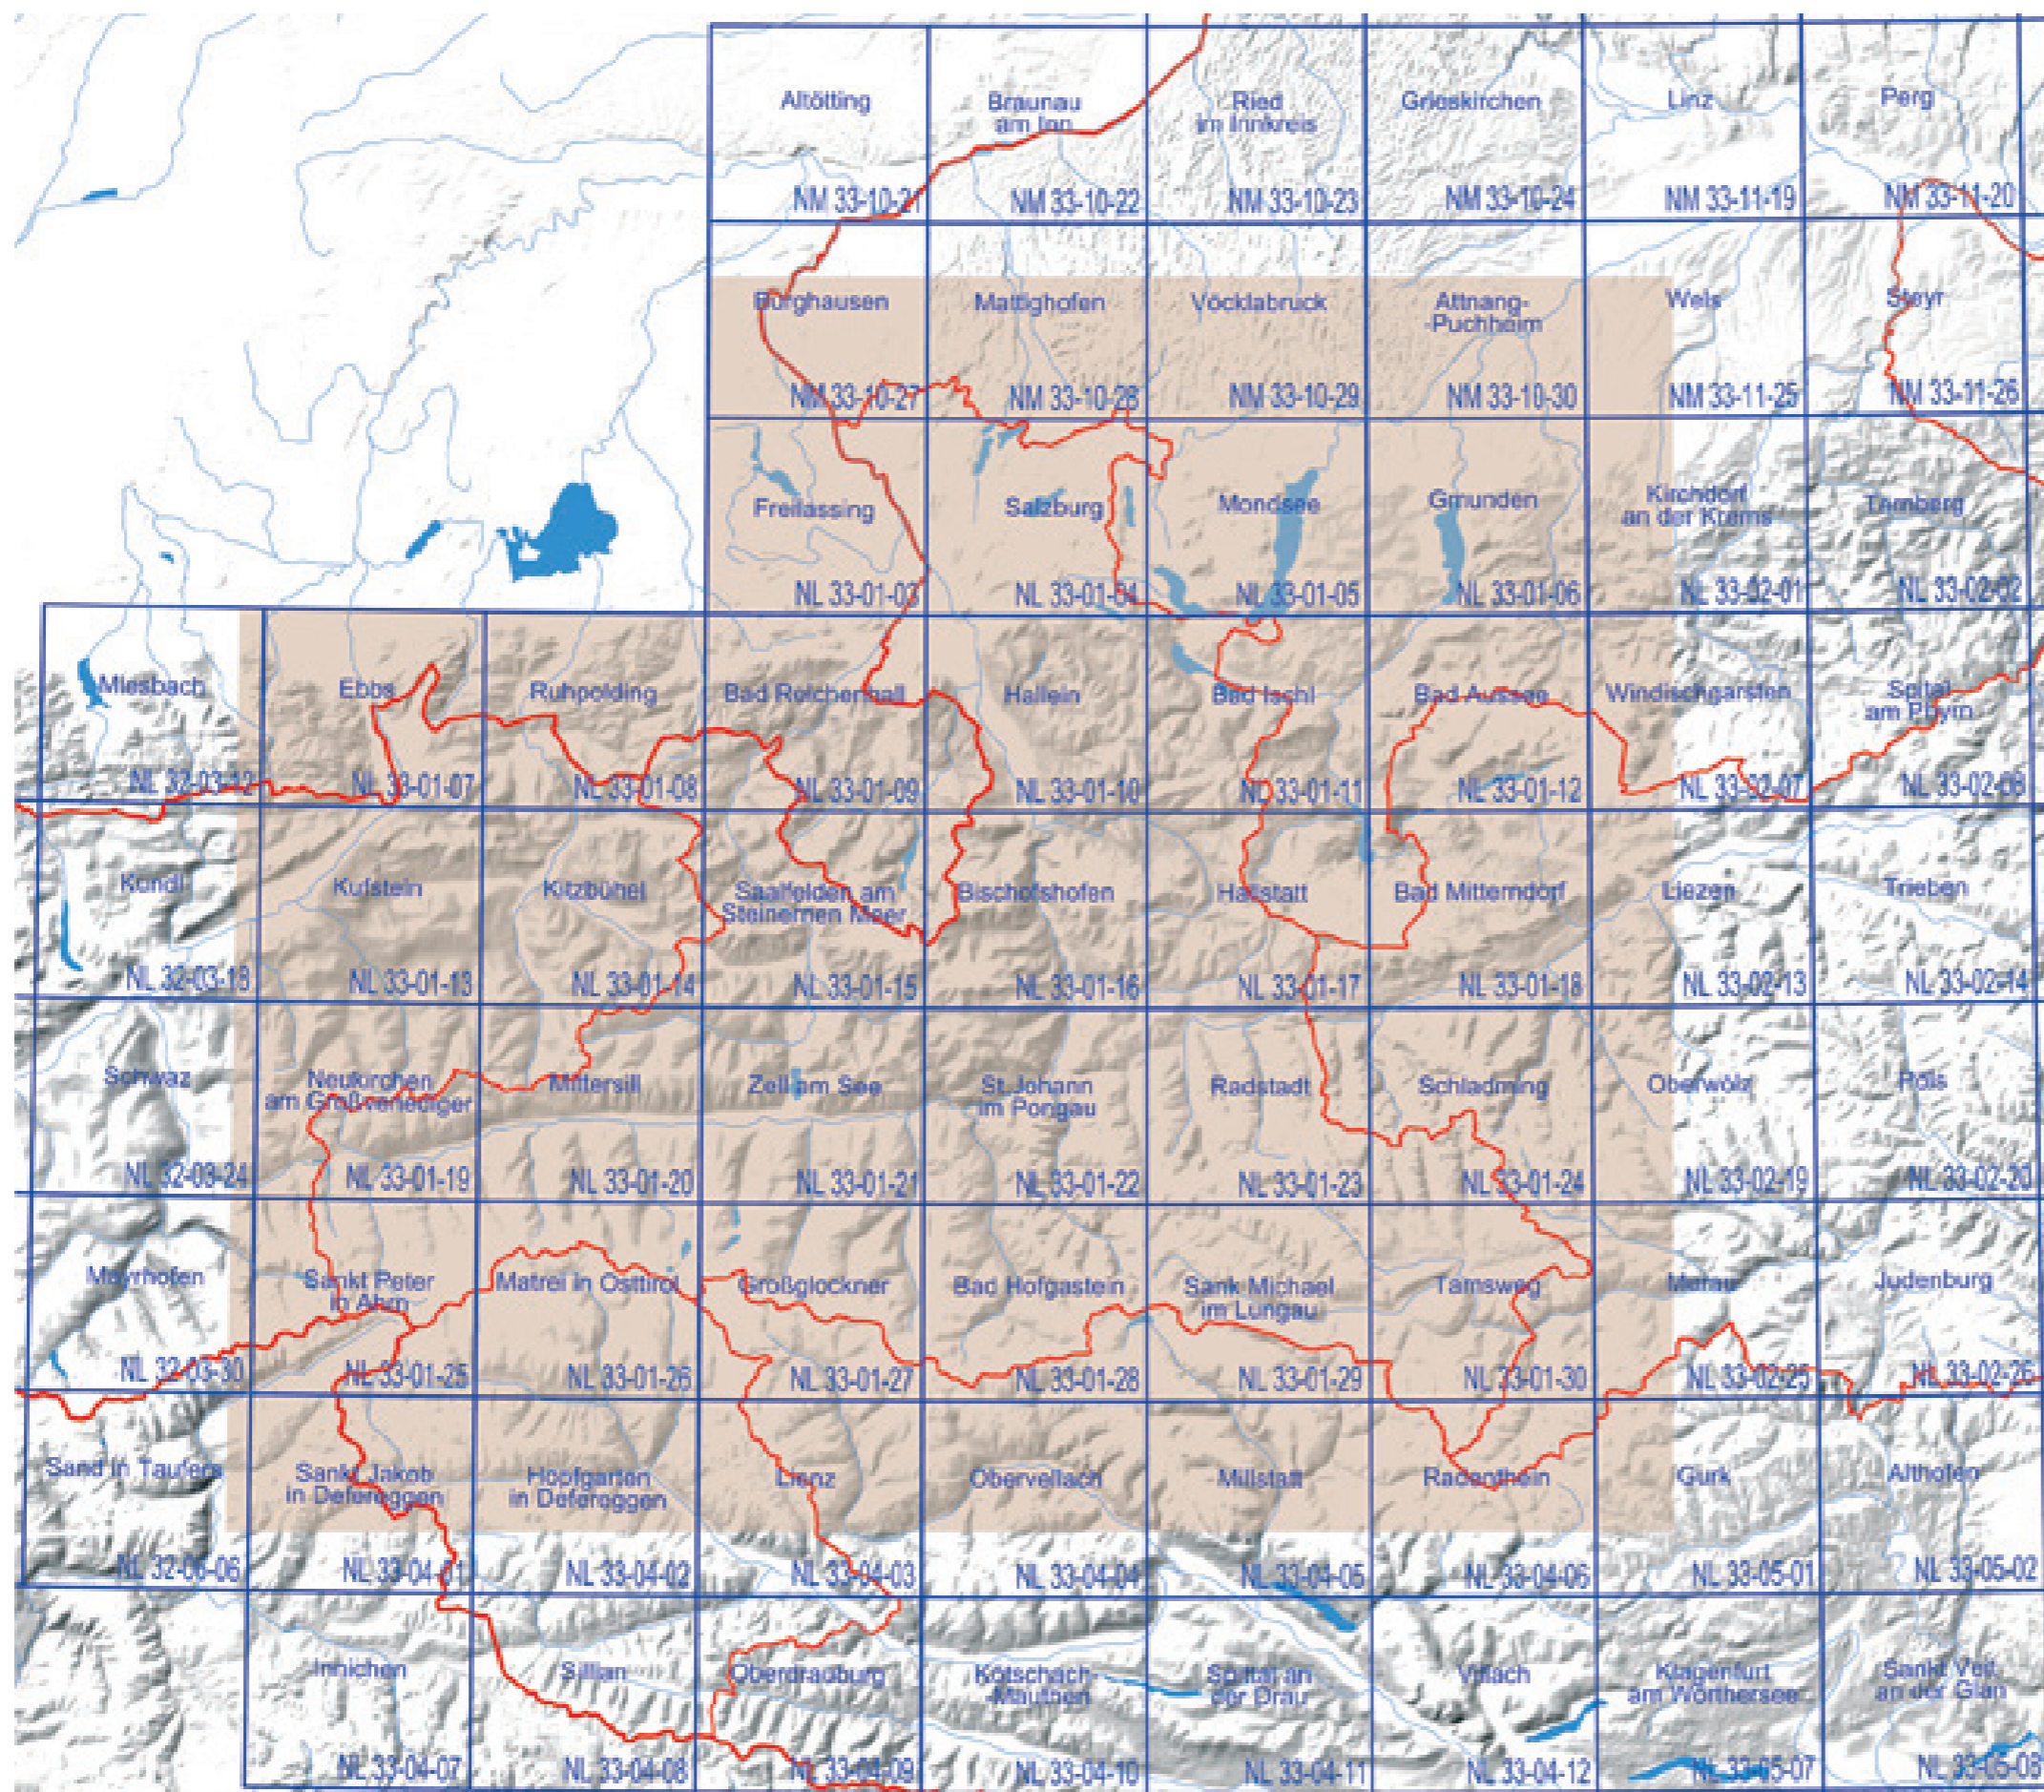 Altötting
Braunau
am Inn
Ried
im Innkreis
Grieskirchen
Linz
Perg
NM 33-10-21
NM 33-10-22
NM 33-10-23
NM 33-10-24
NM 33-11-19
NM 33-11-20
Burghausen
Mattighofen
Vöcklabruck
Attnang-
-Puchheim
Wels
Steyr
NM 33-10-27
NM 33-10-28
NM 33-10-29
NM 33-10-30
NM 33-11-25
NM 33-11-26
Freilassing
Salzburg
Mondsee
Gmunden
Kirchdorf
an der Krems
Ternberg
NL 33-01-03
NL 33-01-04
NL 33-01-05
NL 33-01-06
NL 33-02-01
NL 33-02-02
Miesbach
Ebbs
Ruhpolding
Bad Reichenhall
Hallein
Bad Ischl
Bad Aussee
Windischgarsten
Spital
am Phyrn
NL 32-03-12
NL 33-01-07
NL 33-01-08
NL 33-01-09
NL 33-01-10
NL 33-01-11
NL 33-01-12
NL 33-02-07
NL 33-02-08
Kundl
Kufstein
Kitzbühel
Saalfelden am
Steinernen Meer
Bischofshofen
Hallstatt
Bad Mitterndorf
Liezen
Trieben
NL 32-03-18
NL 33-01-13
NL 33-01-14
NL 33-01-15
NL 33-01-16
NL 33-01-17
NL 33-01-18
NL 33-02-13
NL 33-02-14
Schwaz
Neukirchen
am Großvenediger
Mittersill
Zell am See
St.Johann
im Pongau
Radstadt
Schladming
Oberwölz
Pöls
NL 32-03-24
NL 33-01-19
NL 33-01-20
NL 33-01-21
NL 33-01-22
NL 33-01-23
NL 33-01-24
NL 33-02-19
NL 33-02-20
Mayrhofen
Sankt Peter
in Ahrn
Matrei in Osttirol
Großglockner
Bad Hofgastein
Sank Michael
im Lungau
Tamsweg
Murau
Judenburg
NL 32-03-30
NL 33-01-25
NL 33-01-26
NL 33-01-27
NL 33-01-28
NL 33-01-29
NL 33-01-30
NL 33-02-25
NL 33-02-26
Sand in Taufers
Sankt Jakob
in Defereggen
Hopfgarten
in Defereggen
Lienz
Obervellach
Millstatt
Radenthein
Gurk
Althofen
NL 32-06-06
NL 33-04-01
NL 33-04-02
NL 33-04-03
NL 33-04-04
NL 33-04-05
NL 33-04-06
NL 33-05-01
NL 33-05-02
Innichen
Sillian
Oberdrauburg
Kötschach-
-Mauthen
Spittal an
der Drau
Villach
Klagenfurt
am Wörthersee
Sankt Veit
an der Glan
NL 33-04-07
NL 33-04-08
NL 33-04-09
NL 33-04-10
NL 33-04-11
NL 33-04-12
NL 33-05-07
NL 33-05-08